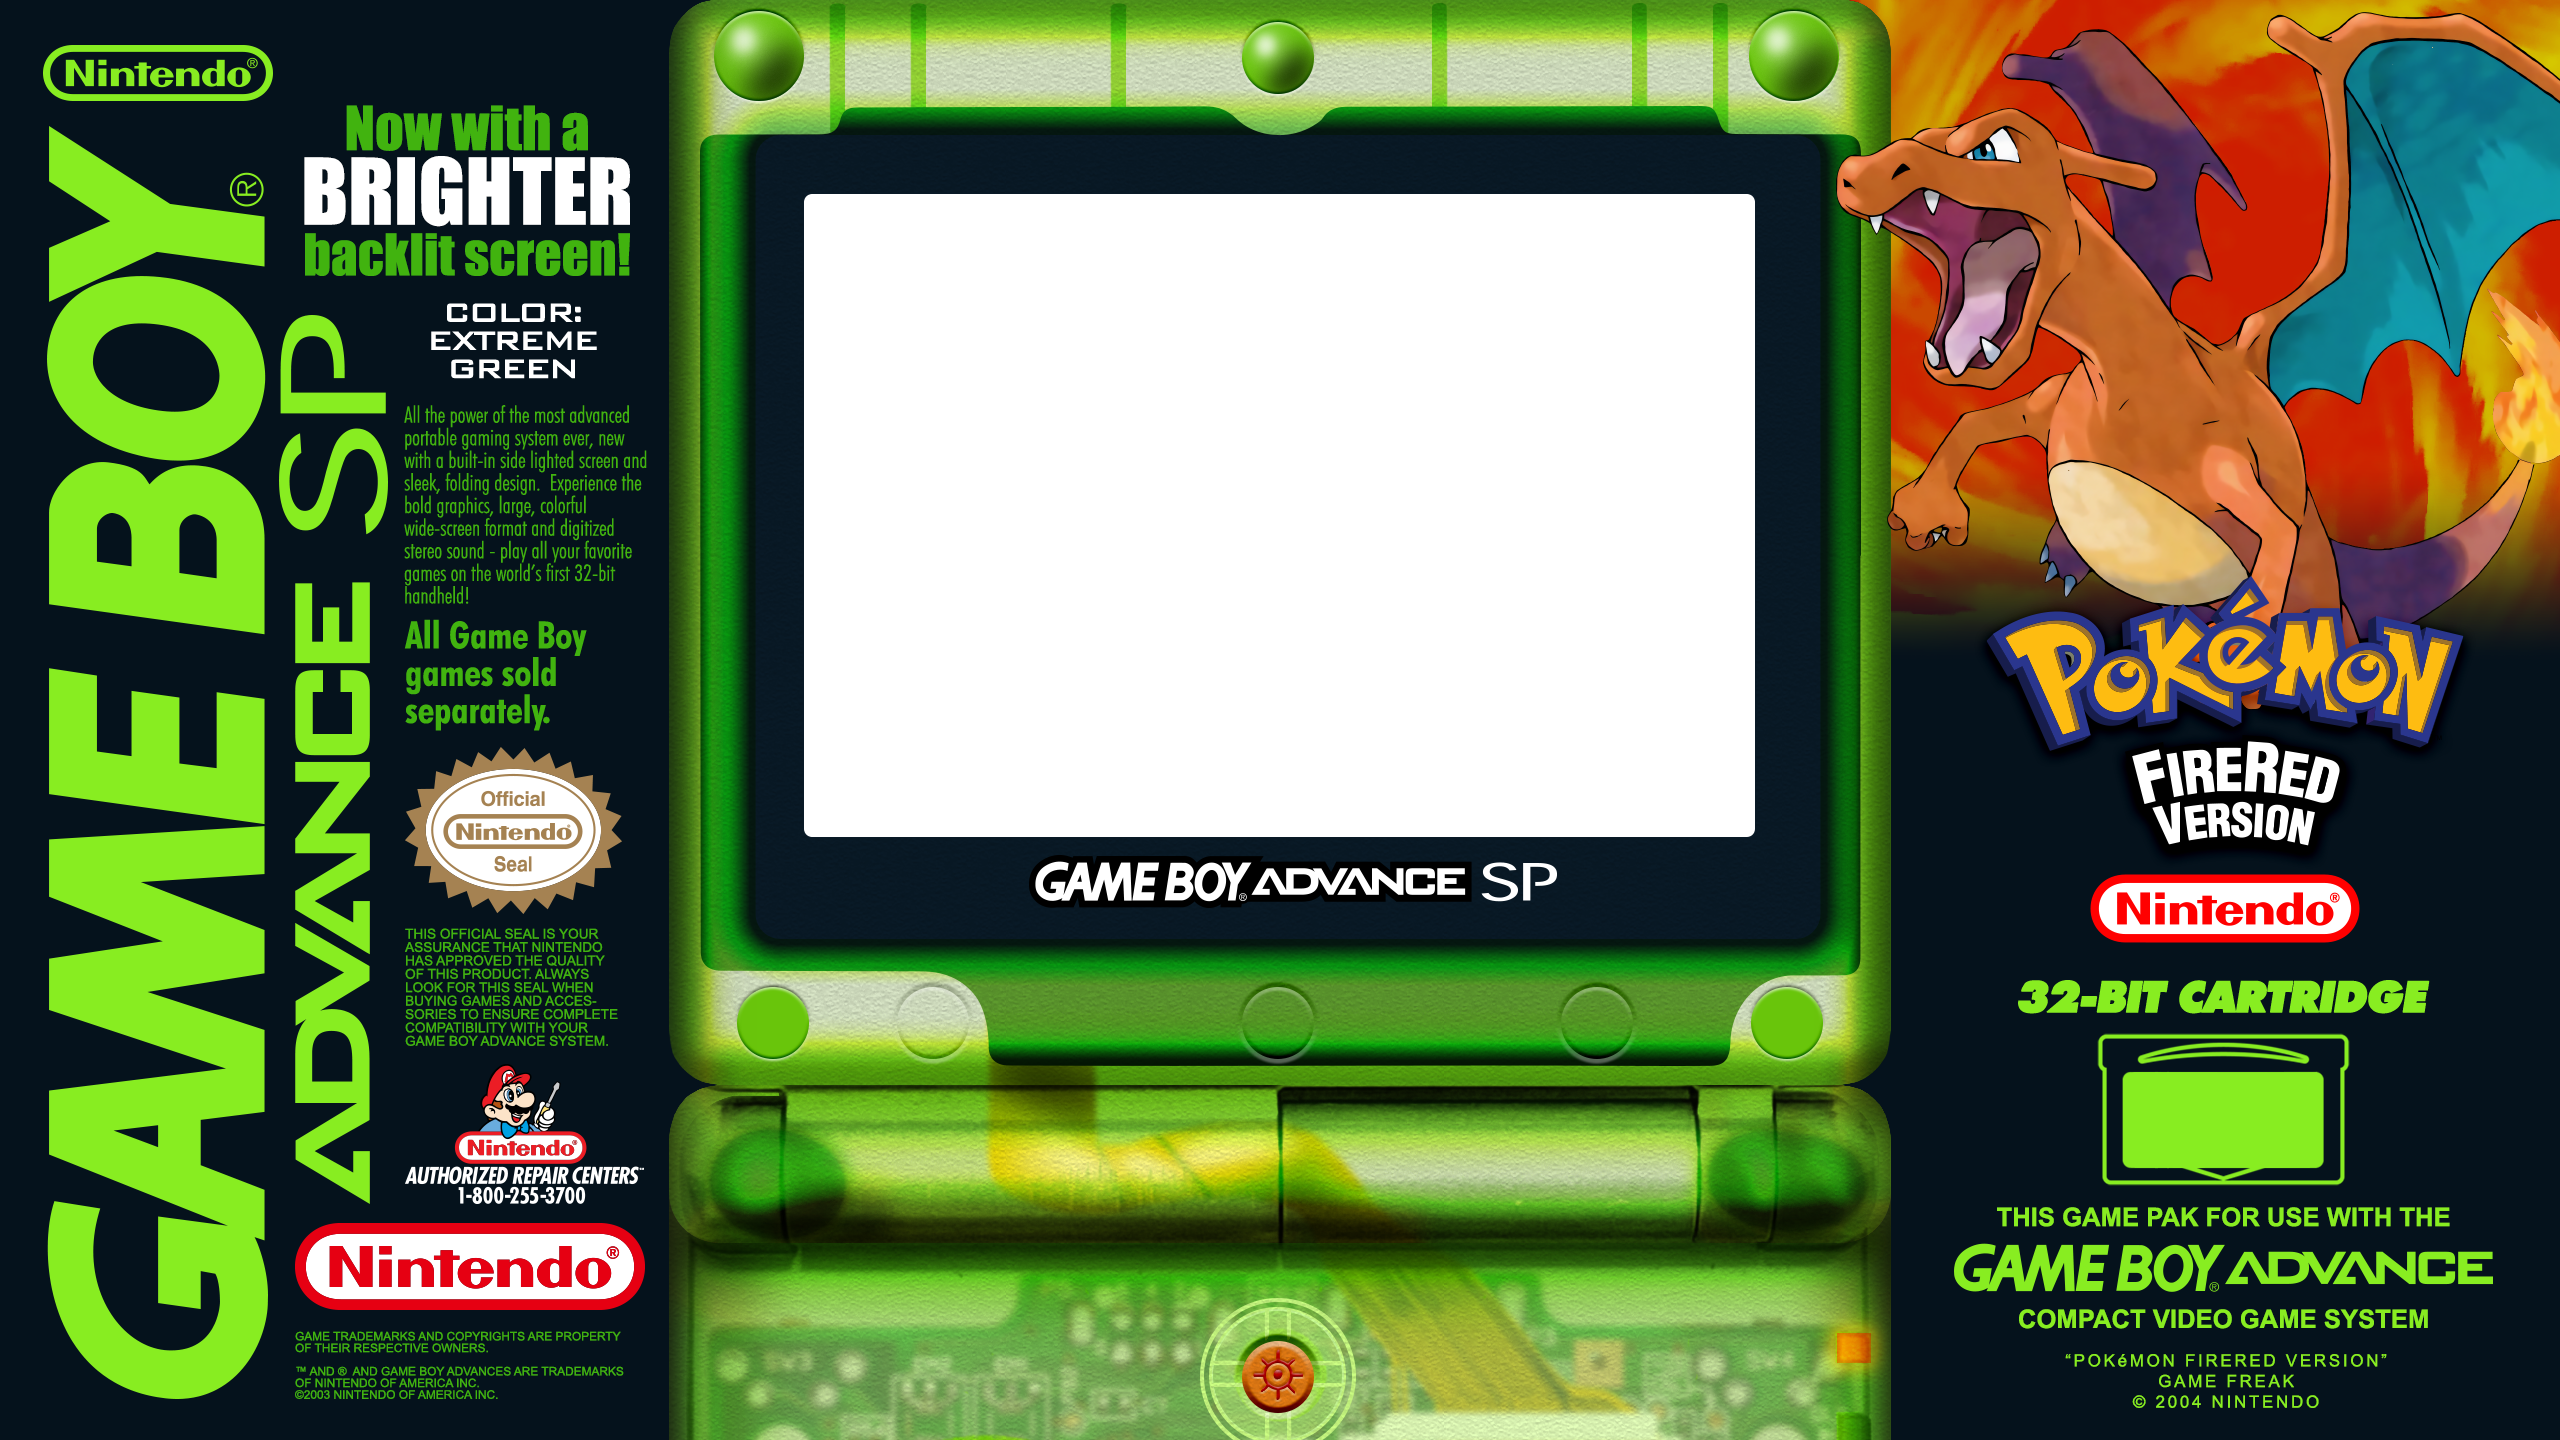 Nintendo®
GAME BOY®
ADVANCE SP
Now with a
BRIGHTER
backlit screen!
COLOR:
EXTREME
GREEN
All the power of the most advanced
portable gaming system ever, new
with a built-in side lighted screen and
sleek, folding design. Experience the
bold graphics, large, colorful
wide-screen format and digitized
stereo sound - play all your favorite
games on the world's first 32-bit
handheld!
All Game Boy
games sold
separately.
Official
Nintendo
Seal
THIS OFFICIAL SEAL IS YOUR
ASSURANCE THAT NINTENDO
HAS APPROVED THE QUALITY
OF THIS PRODUCT. ALWAYS
LOOK FOR THIS SEAL WHEN
BUYING GAMES AND ACCES-
SORIES TO ENSURE COMPLETE
COMPATIBILITY WITH YOUR
GAME BOY ADVANCE SYSTEM.
M
Nintendo®
AUTHORIZED REPAIR CENTERS℠
1-800-255-3700
Nintendo®
GAME TRADEMARKS AND COPYRIGHTS ARE PROPERTY
OF THEIR RESPECTIVE OWNERS.
™ AND ® AND GAME BOY ADVANCES ARE TRADEMARKS
OF NINTENDO OF AMERICA INC.
©2003 NINTENDO OF AMERICA INC.
GAME BOY® ADVANCE SP
POKéMON
FIRERED
VERSION
Nintendo®
32-BIT CARTRIDGE
THIS GAME PAK FOR USE WITH THE
GAME BOY® ADVANCE
COMPACT VIDEO GAME SYSTEM
“POKéMON FIRERED VERSION”
GAME FREAK
© 2004 NINTENDO